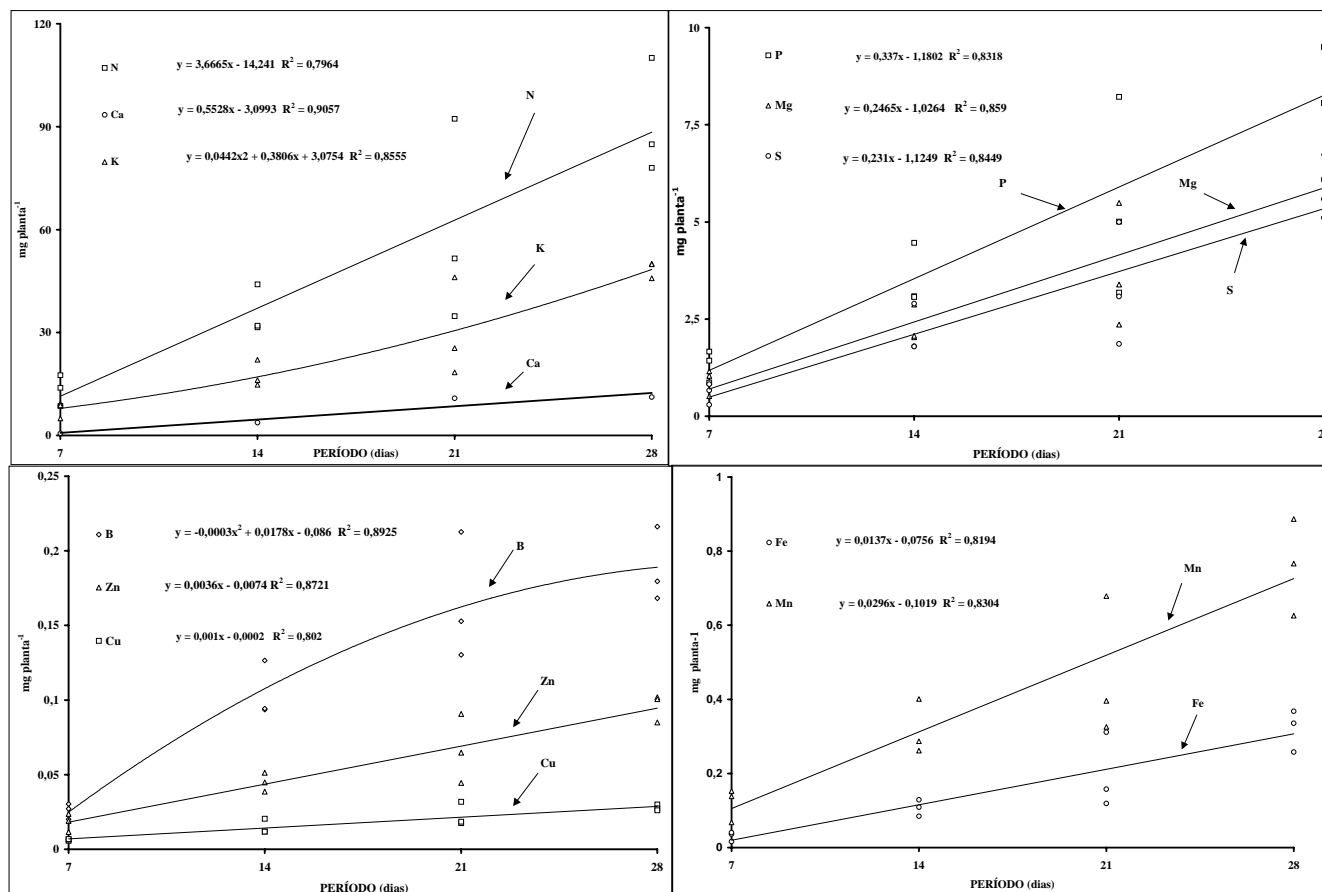 120
90
60
30
0
mg planta-1
N y = 3,6665x - 14,241 R2 = 0,7964
Ca y = 0,5528x - 3,0993 R2 = 0,9057
K y = 0,0442x2 + 0,3806x + 3,0754 R2 = 0,8555
N
K
Ca
7 14 21 28
PERÍODO (dias)
10
7,5
5
2,5
0
mg planta-1
P y = 0,337x - 1,1802 R2 = 0,8318
Mg y = 0,2465x - 1,0264 R2 = 0,859
S y = 0,231x - 1,1249 R2 = 0,8449
P
Mg
S
7 14 21
PERÍODO (dias)
0,25
0,2
0,15
0,1
0,05
0
mg planta-1
B y = -0,0003x2 + 0,0178x - 0,086 R2 = 0,8925
Zn y = 0,0036x - 0,0074 R2 = 0,8721
Cu y = 0,001x - 0,0002 R2 = 0,802
B
Zn
Cu
7 14 21 28
PERÍODO (dias)
1
0,8
0,6
0,4
0,2
0
mg planta-1
Fe y = 0,0137x - 0,0756 R2 = 0,8194
Mn y = 0,0296x - 0,1019 R2 = 0,8304
Mn
Fe
7 14 21 28
PERÍODO (dias)